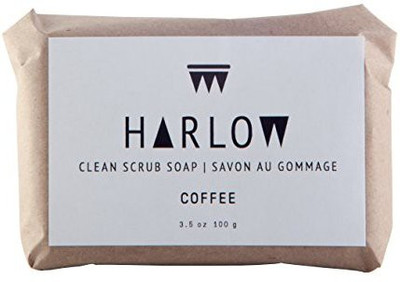 HARLOW
CLEAN SCRUB SOAP | SAVON AU GOMMAGE
COFFEE
3.5 oz 100 g